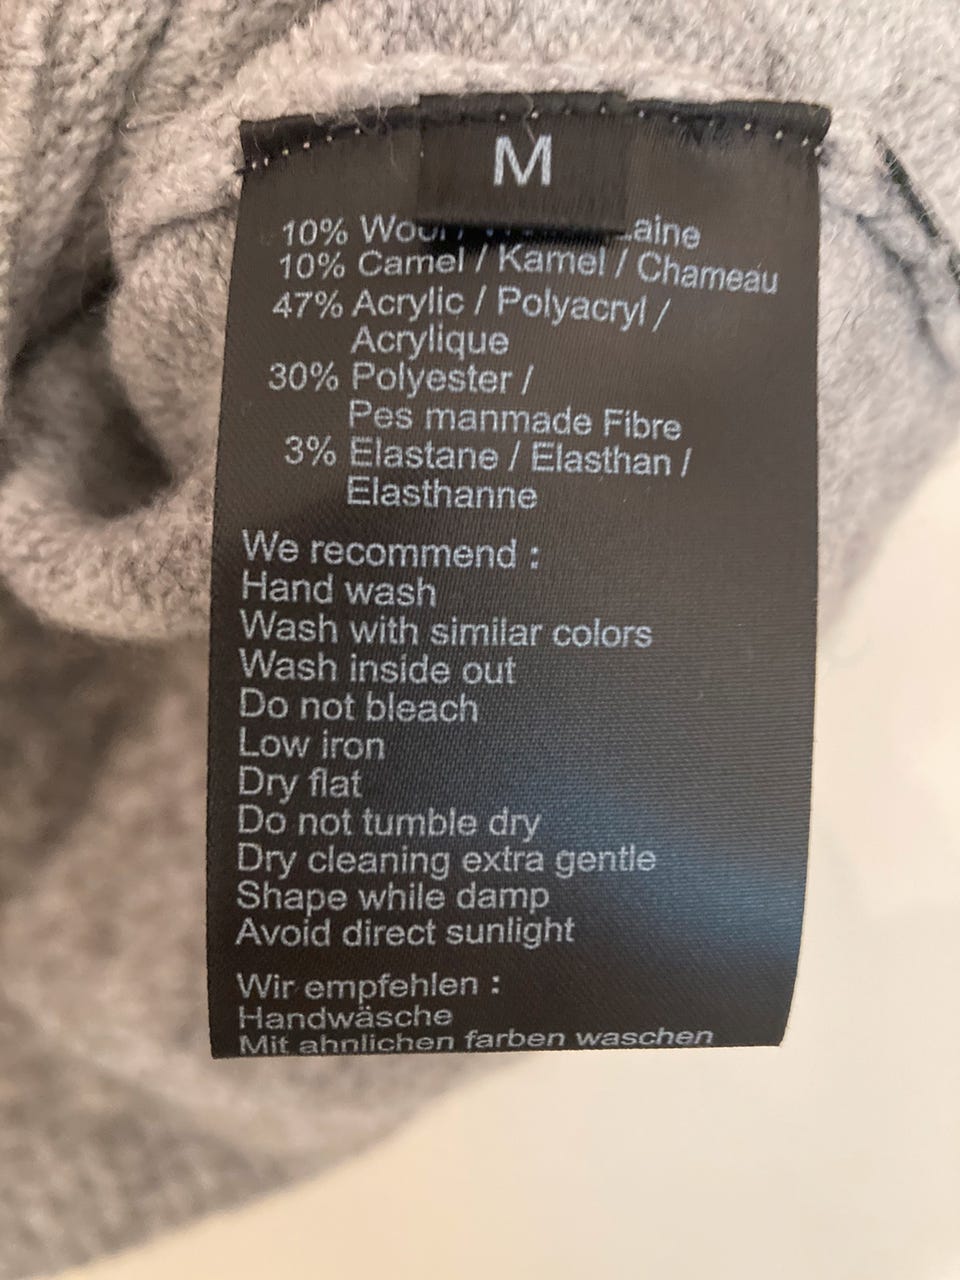 M
10% Wool / Laine
10% Camel / Kamel / Chameau
47% Acrylic / Polyacryl /
Acrylique
30% Polyester /
Pes manmade Fibre
3% Elastane / Elasthan /
Elasthanne
We recommend :
Hand wash
Wash with similar colors
Wash inside out
Do not bleach
Low iron
Dry flat
Do not tumble dry
Dry cleaning extra gentle
Shape while damp
Avoid direct sunlight
Wir empfehlen :
Handwäsche
Mit ahnlichen farben waschen